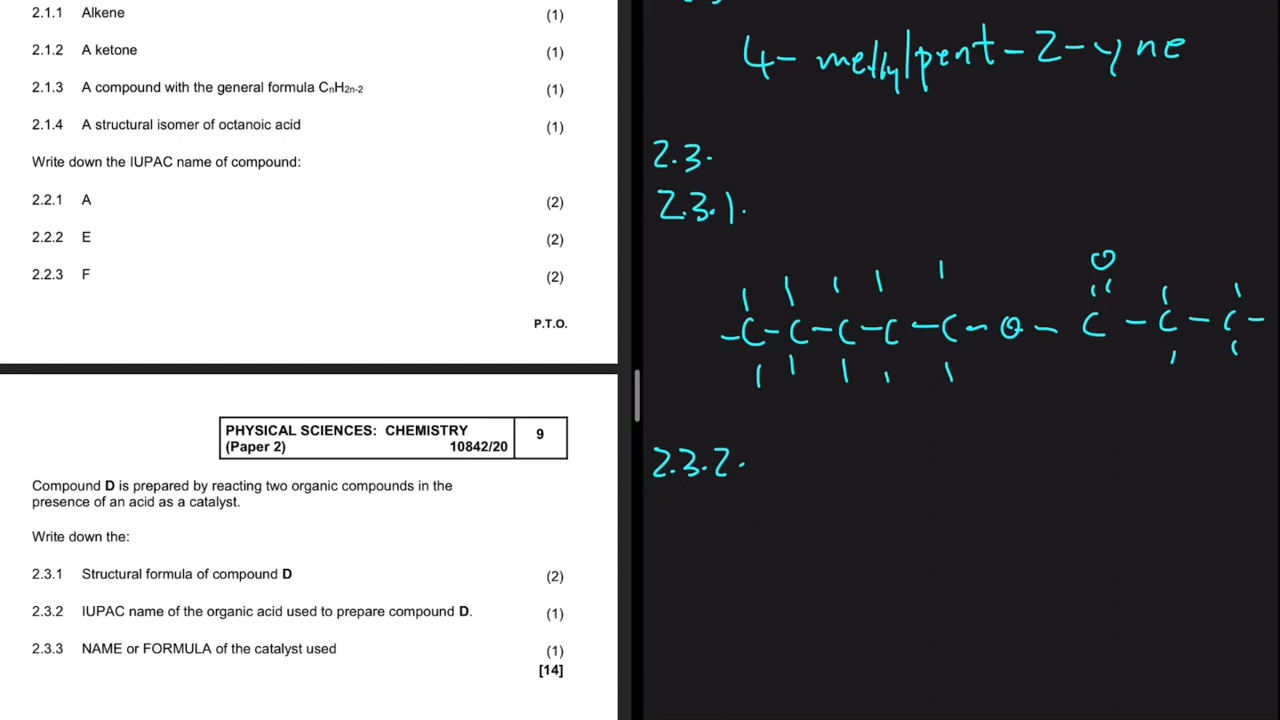 2.1.1 Alkene (1)
2.1.2 A ketone (1)
2.1.3 A compound with the general formula CnH2n-2 (1)
2.1.4 A structural isomer of octanoic acid (1)
Write down the IUPAC name of compound:
2.2.1 A (2)
2.2.2 E (2)
2.2.3 F (2)
P.T.O.
PHYSICAL SCIENCES: CHEMISTRY
(Paper 2) 10842/20
9
Compound D is prepared by reacting two organic compounds in the
presence of an acid as a catalyst.
Write down the:
2.3.1 Structural formula of compound D (2)
2.3.2 IUPAC name of the organic acid used to prepare compound D. (1)
2.3.3 NAME or FORMULA of the catalyst used (1)
[14]
4-methylpent-2-yne
2.3.
2.3.1.
O
-C-C-C-C-C-O-C-C-C-
2.3.2.